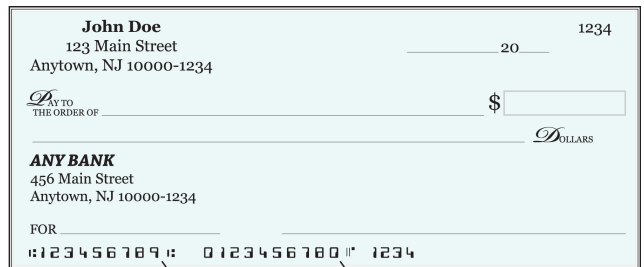 John Doe
1234
123 Main Street
20
Anytown, NJ 10000-1234
PAY TO
THE ORDER OF
$
DOLLARS
ANY BANK
456 Main Street
Anytown, NJ 10000-1234
FOR
⑆123456789⑆ 0123456780⑈ 1234